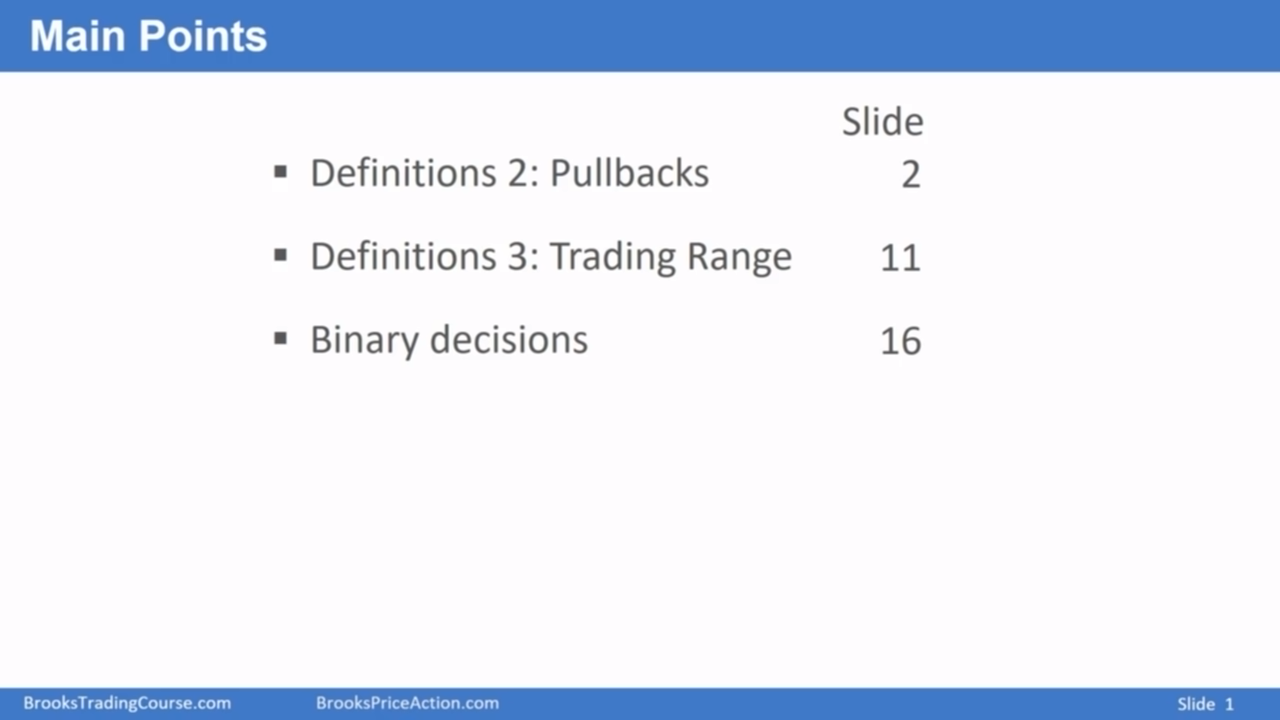 Main Points
Slide
▪ Definitions 2: Pullbacks 2
▪ Definitions 3: Trading Range 11
▪ Binary decisions 16
BrooksTradingCourse.com BrooksPriceAction.com Slide 1